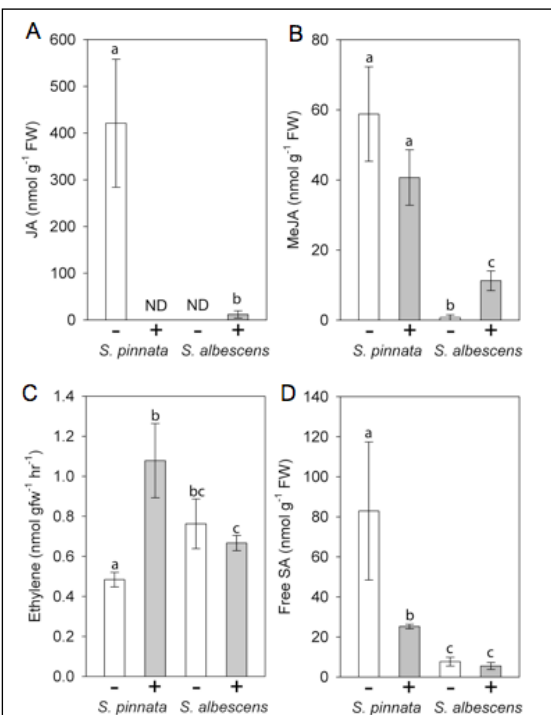 A
600
500
400
300
200
100
0
JA (nmol g⁻¹ FW)
a
ND
ND
b
- + - +
S. pinnata S. albescens
B
80
60
40
20
0
MeJA (nmol g⁻¹ FW)
a
a
b
c
- + - +
S. pinnata S. albescens
C
1.4
1.2
1.0
0.8
0.6
0.4
0.2
0.0
Ethylene (nmol gfw⁻¹ hr⁻¹)
a
b
bc
c
- + - +
S. pinnata S. albescens
D
140
120
100
80
60
40
20
0
Free SA (nmol g⁻¹ FW)
a
b
c
c
- + - +
S. pinnata S. albescens